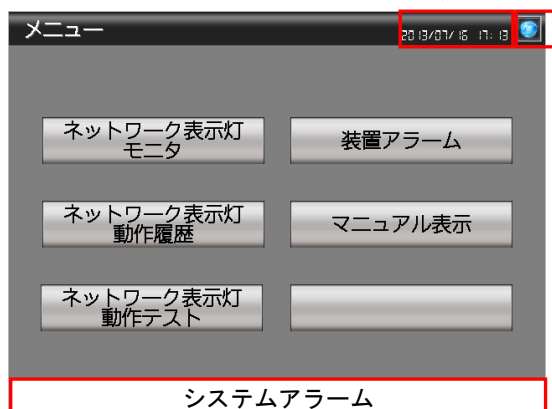 メニュー
2013/07/16 17:13
ネットワーク表示灯
モニタ
装置アラーム
ネットワーク表示灯
動作履歴
マニュアル表示
ネットワーク表示灯
動作テスト
システムアラーム